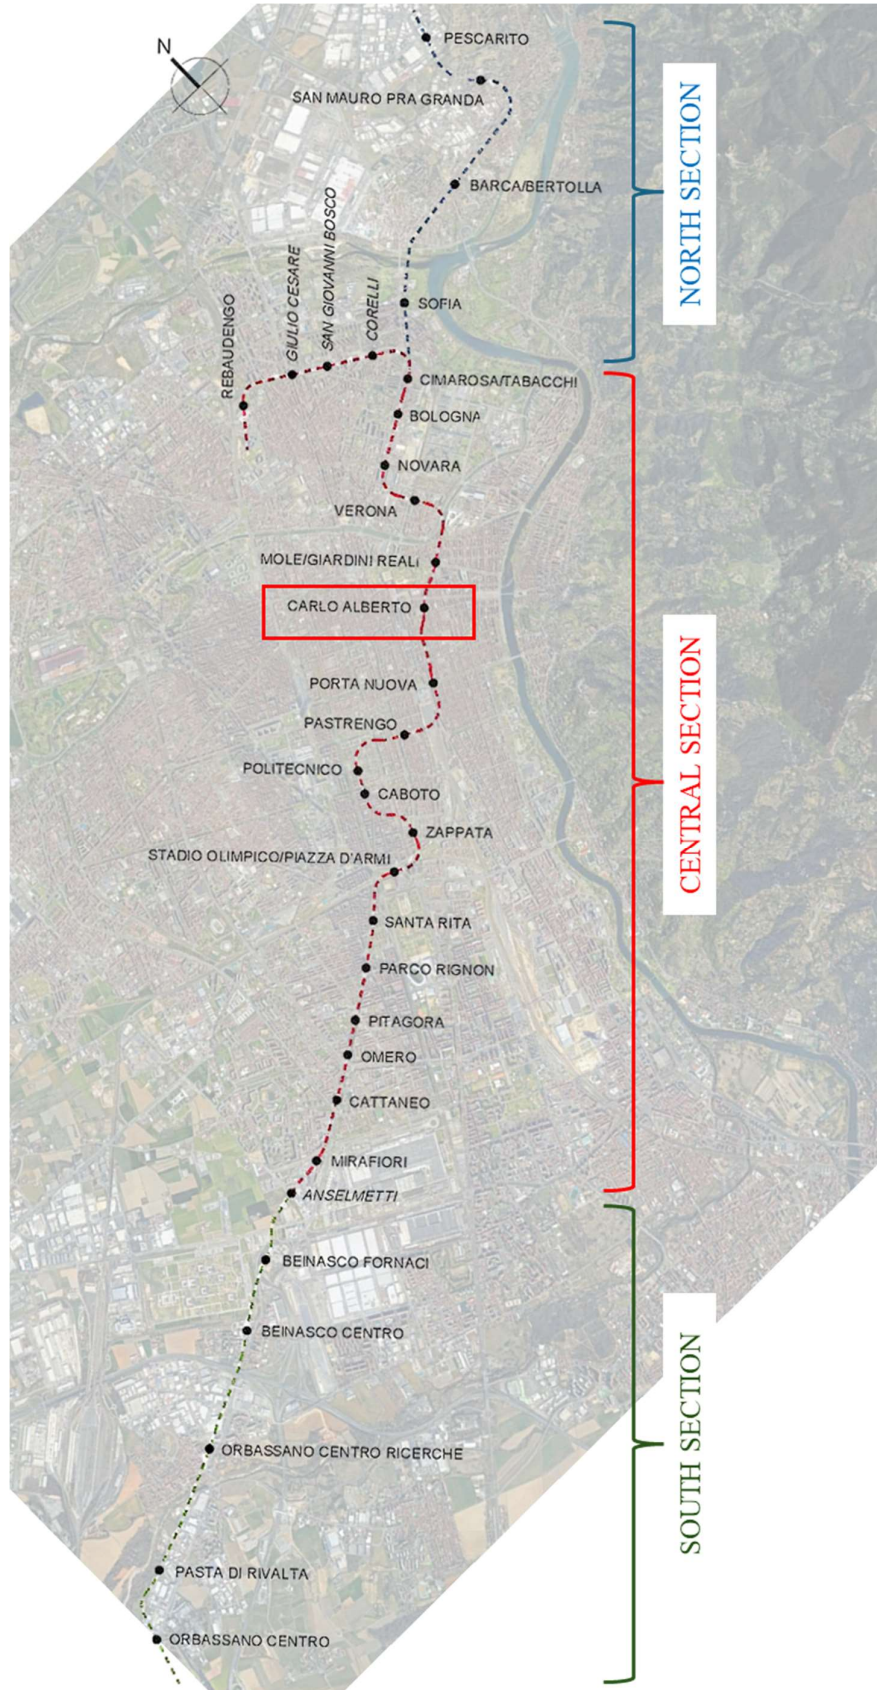 N
PESCARITO
SAN MAURO PRA GRANDA
BARCA/BERTOLLA
SOFIA
REBAUDENGO
GIULIO CESARE
SAN GIOVANNI BOSCO
CORELLI
CIMAROSA/TABACCHI
BOLOGNA
NOVARA
VERONA
MOLE/GIARDINI REALI
CARLO ALBERTO
PORTA NUOVA
PASTRENGO
POLITECNICO
CABOTO
ZAPPATA
STADIO OLIMPICO/PIAZZA D'ARMI
SANTA RITA
PARCO RIGNON
PITAGORA
OMERO
CATTANEO
MIRAFIORI
ANSELMETTI
BEINASCO FORNACI
BEINASCO CENTRO
ORBASSANO CENTRO RICERCHE
PASTA DI RIVALTA
ORBASSANO CENTRO
NORTH SECTION
CENTRAL SECTION
SOUTH SECTION